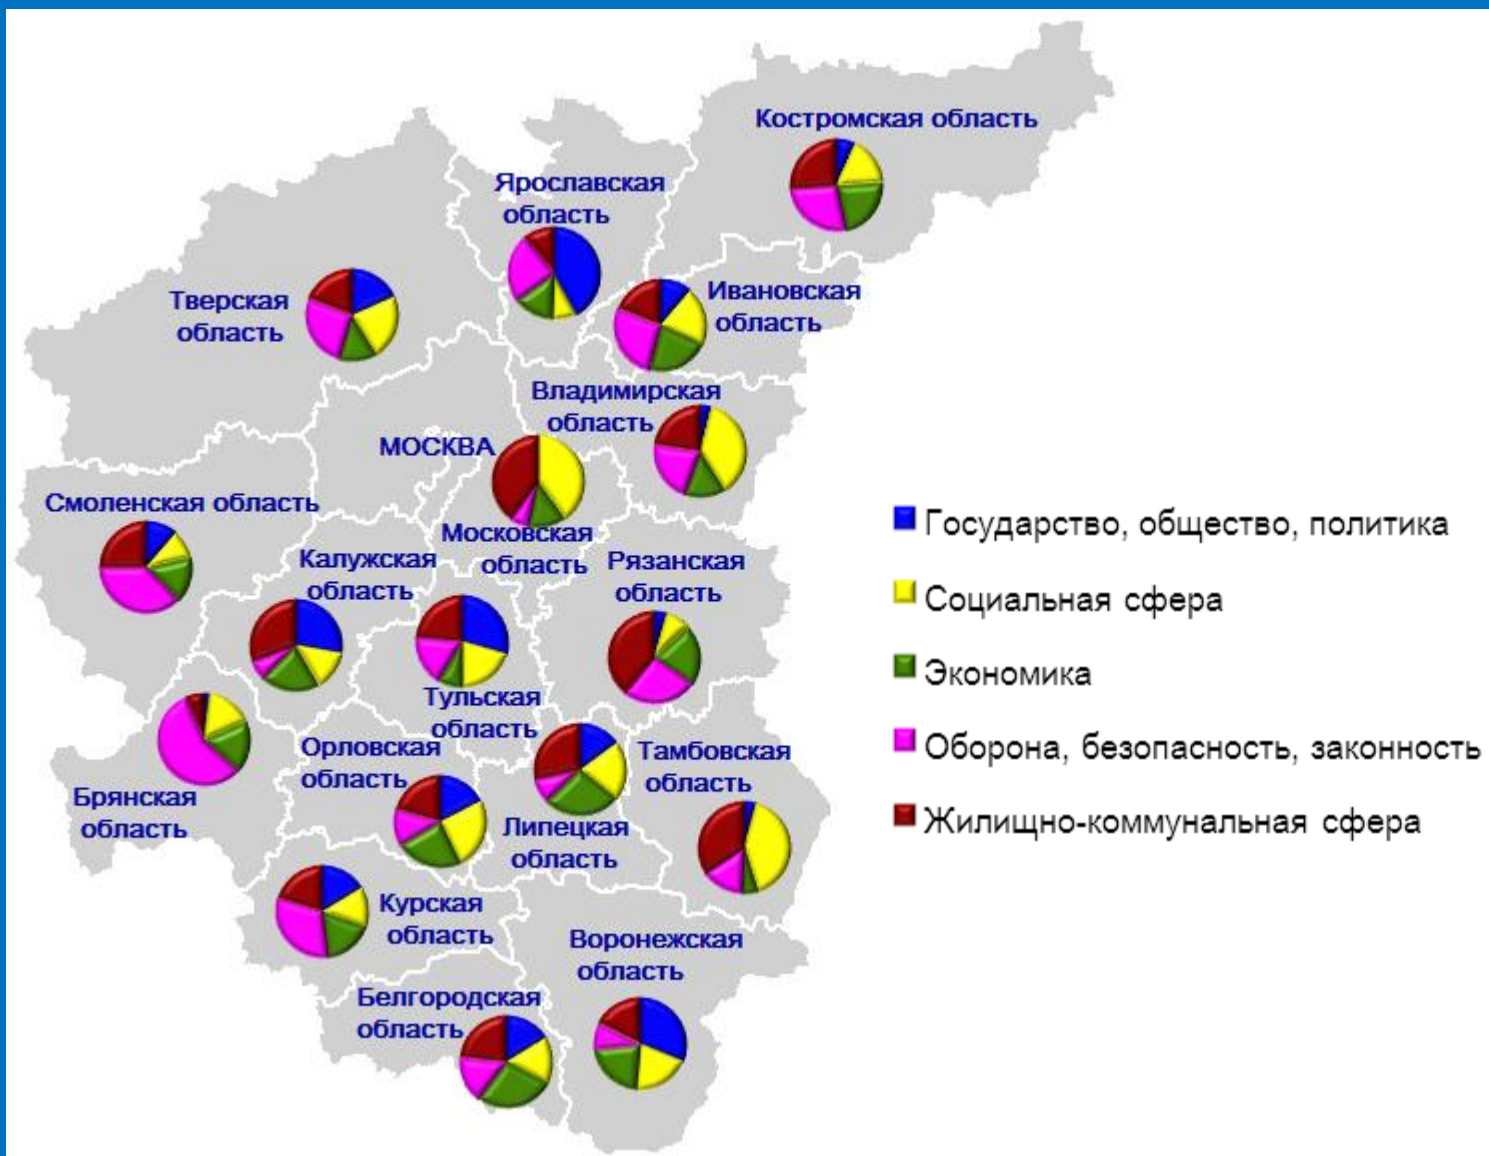 Костромская область
Ярославская
область
Ивановская
область
Тверская
область
Владимирская
область
МОСКВА
Московская
область
Смоленская область
Калужская
область
Рязанская
область
Тульская
область
Орловская
область
Тамбовская
область
Брянская
область
Липецкая
область
Курская
область
Воронежская
область
Белгородская
область
Государство, общество, политика
Социальная сфера
Экономика
Оборона, безопасность, законность
Жилищно-коммунальная сфера